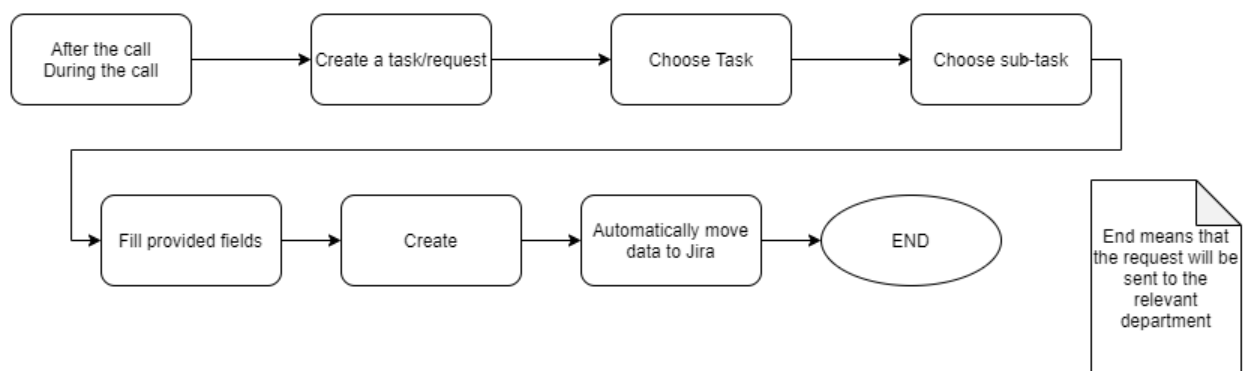 After the call
During the call
Create a task/request
Choose Task
Choose sub-task
Fill provided fields
Create
Automatically move
data to Jira
END
End means that
the request will be
sent to the
relevant
department